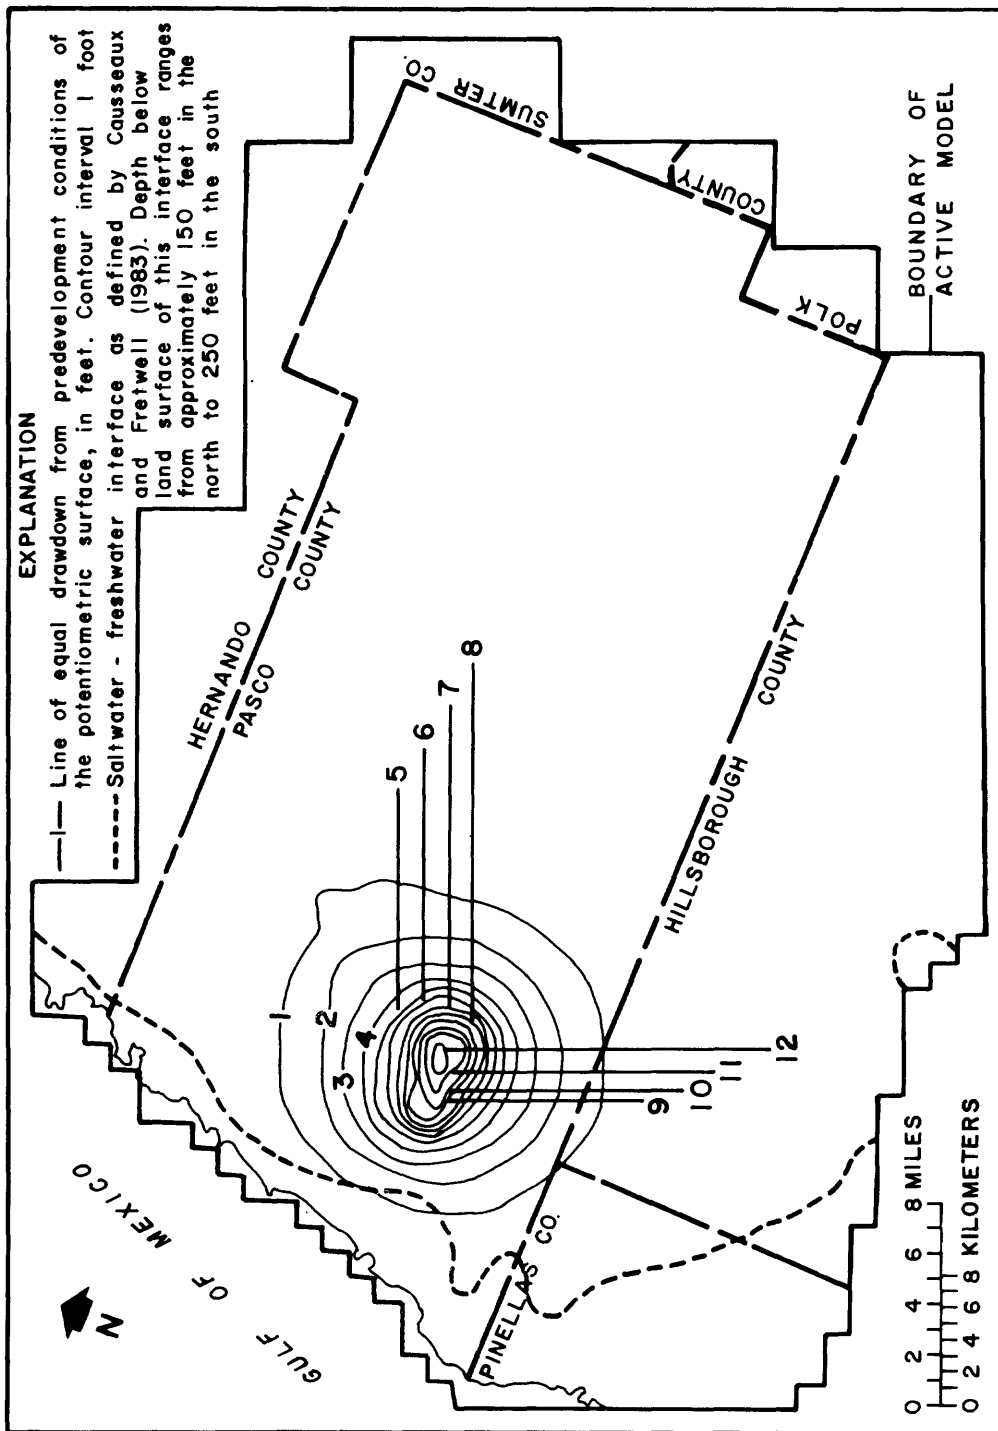 EXPLANATION
—1— Line of equal drawdown from predevelopment conditions of
the potentiometric surface, in feet. Contour interval 1 foot
----- Saltwater - freshwater interface as defined by Causseaux
and Fretwell (1983). Depth below
land surface of this interface ranges
from approximately 150 feet in the
north to 250 feet in the south
GULF OF MEXICO
N
HERNANDO COUNTY
PASCO COUNTY
SUMTER CO.
COUNTY
POLK
HILLSBOROUGH COUNTY
PINELLAS CO.
BOUNDARY OF
ACTIVE MODEL
1
2
3
4
5
6
7
8
9
10
11
12
0 2 4 6 8 MILES
0 2 4 6 8 KILOMETERS